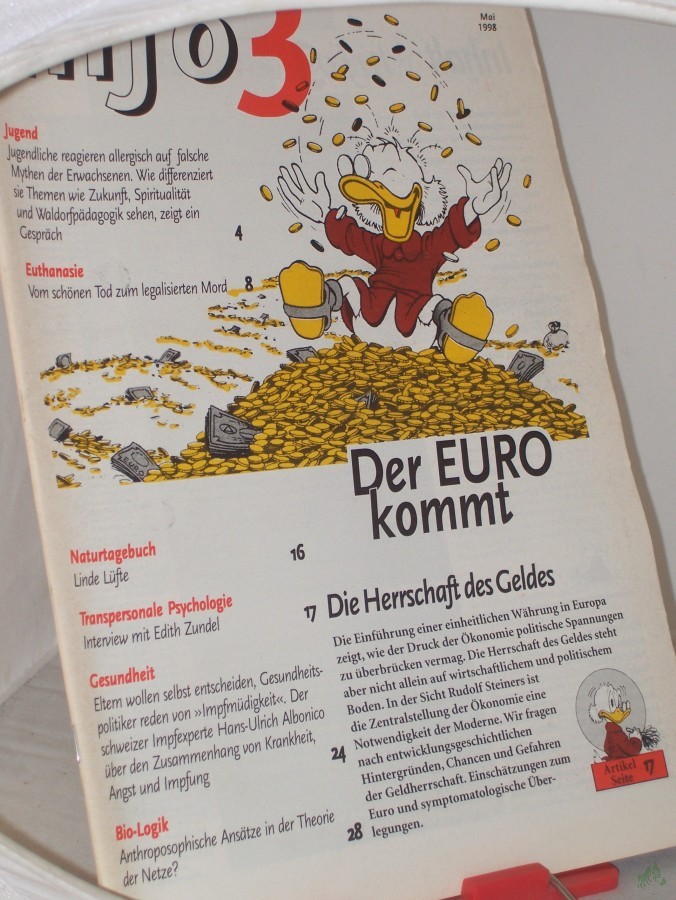 info3
Mai
1998
Jugend
Jugendliche reagieren allergisch auf falsche
Mythen der Erwachsenen. Wie differenziert
sie Themen wie Zukunft, Spiritualität
und Waldorfpädagogik sehen, zeigt ein
Gespräch 4
Euthanasie
Vom schönen Tod zum legalisierten Mord 8
EURO
Der EURO
kommt
Naturtagebuch 16
Linde Lüfte
Transpersonale Psychologie
Interview mit Edith Zundel
Gesundheit
Eltern wollen selbst entscheiden, Gesundheits-
politiker reden von »Impfmüdigkeit«. Der
schweizer Impfexperte Hans-Ulrich Albonico
über den Zusammenhang von Krankheit, 24
Angst und Impfung
Bio-Logik
Anthroposophische Ansätze in der Theorie 28
der Netze?
17 Die Herrschaft des Geldes
Die Einführung einer einheitlichen Währung in Europa
zeigt, wie der Druck der Ökonomie politische Spannungen
zu überbrücken vermag. Die Herrschaft des Geldes steht
aber nicht allein auf wirtschaftlichem und politischem
Boden. In der Sicht Rudolf Steiners ist
die Zentralstellung der Ökonomie eine
Notwendigkeit der Moderne. Wir fragen
nach entwicklungsgeschichtlichen
Hintergründen, Chancen und Gefahren
der Geldherrschaft. Einschätzungen zum
Euro und symptomatologische Über-
legungen.
Artikel
Seite 17